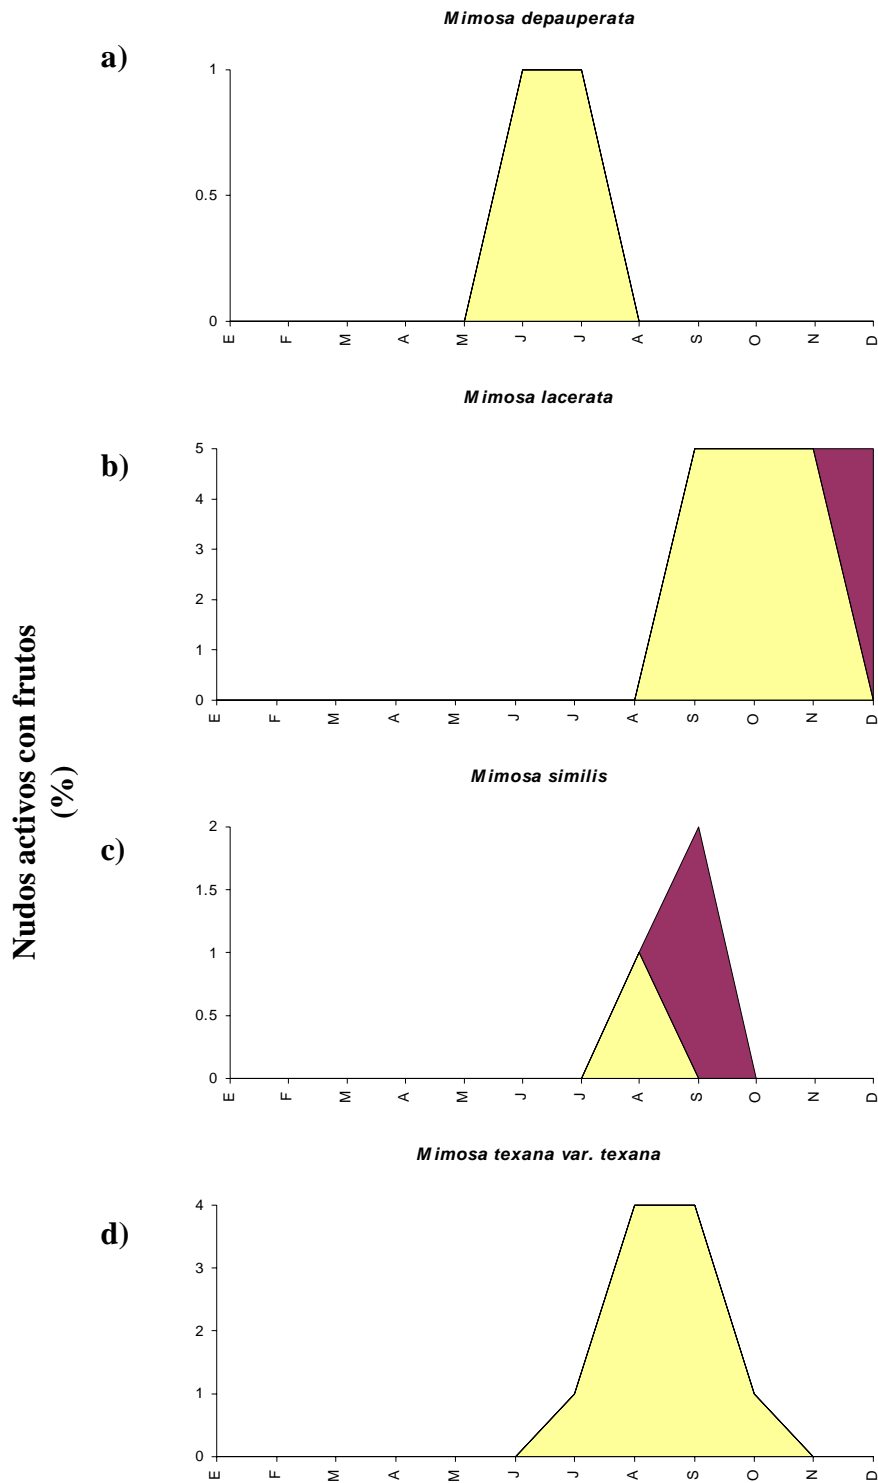 Mimosa depauperata
a)
1
0.5
0
E F M A M J J A S O N D
Mimosa lacerata
b)
5
4
3
2
1
0
E F M A M J J A S O N D
Nudos activos con frutos
(%)
Mimosa similis
c)
2
1.5
1
0.5
0
E F M A M J J A S O N D
Mimosa texana var. texana
d)
4
3
2
1
0
E F M A M J J A S O N D